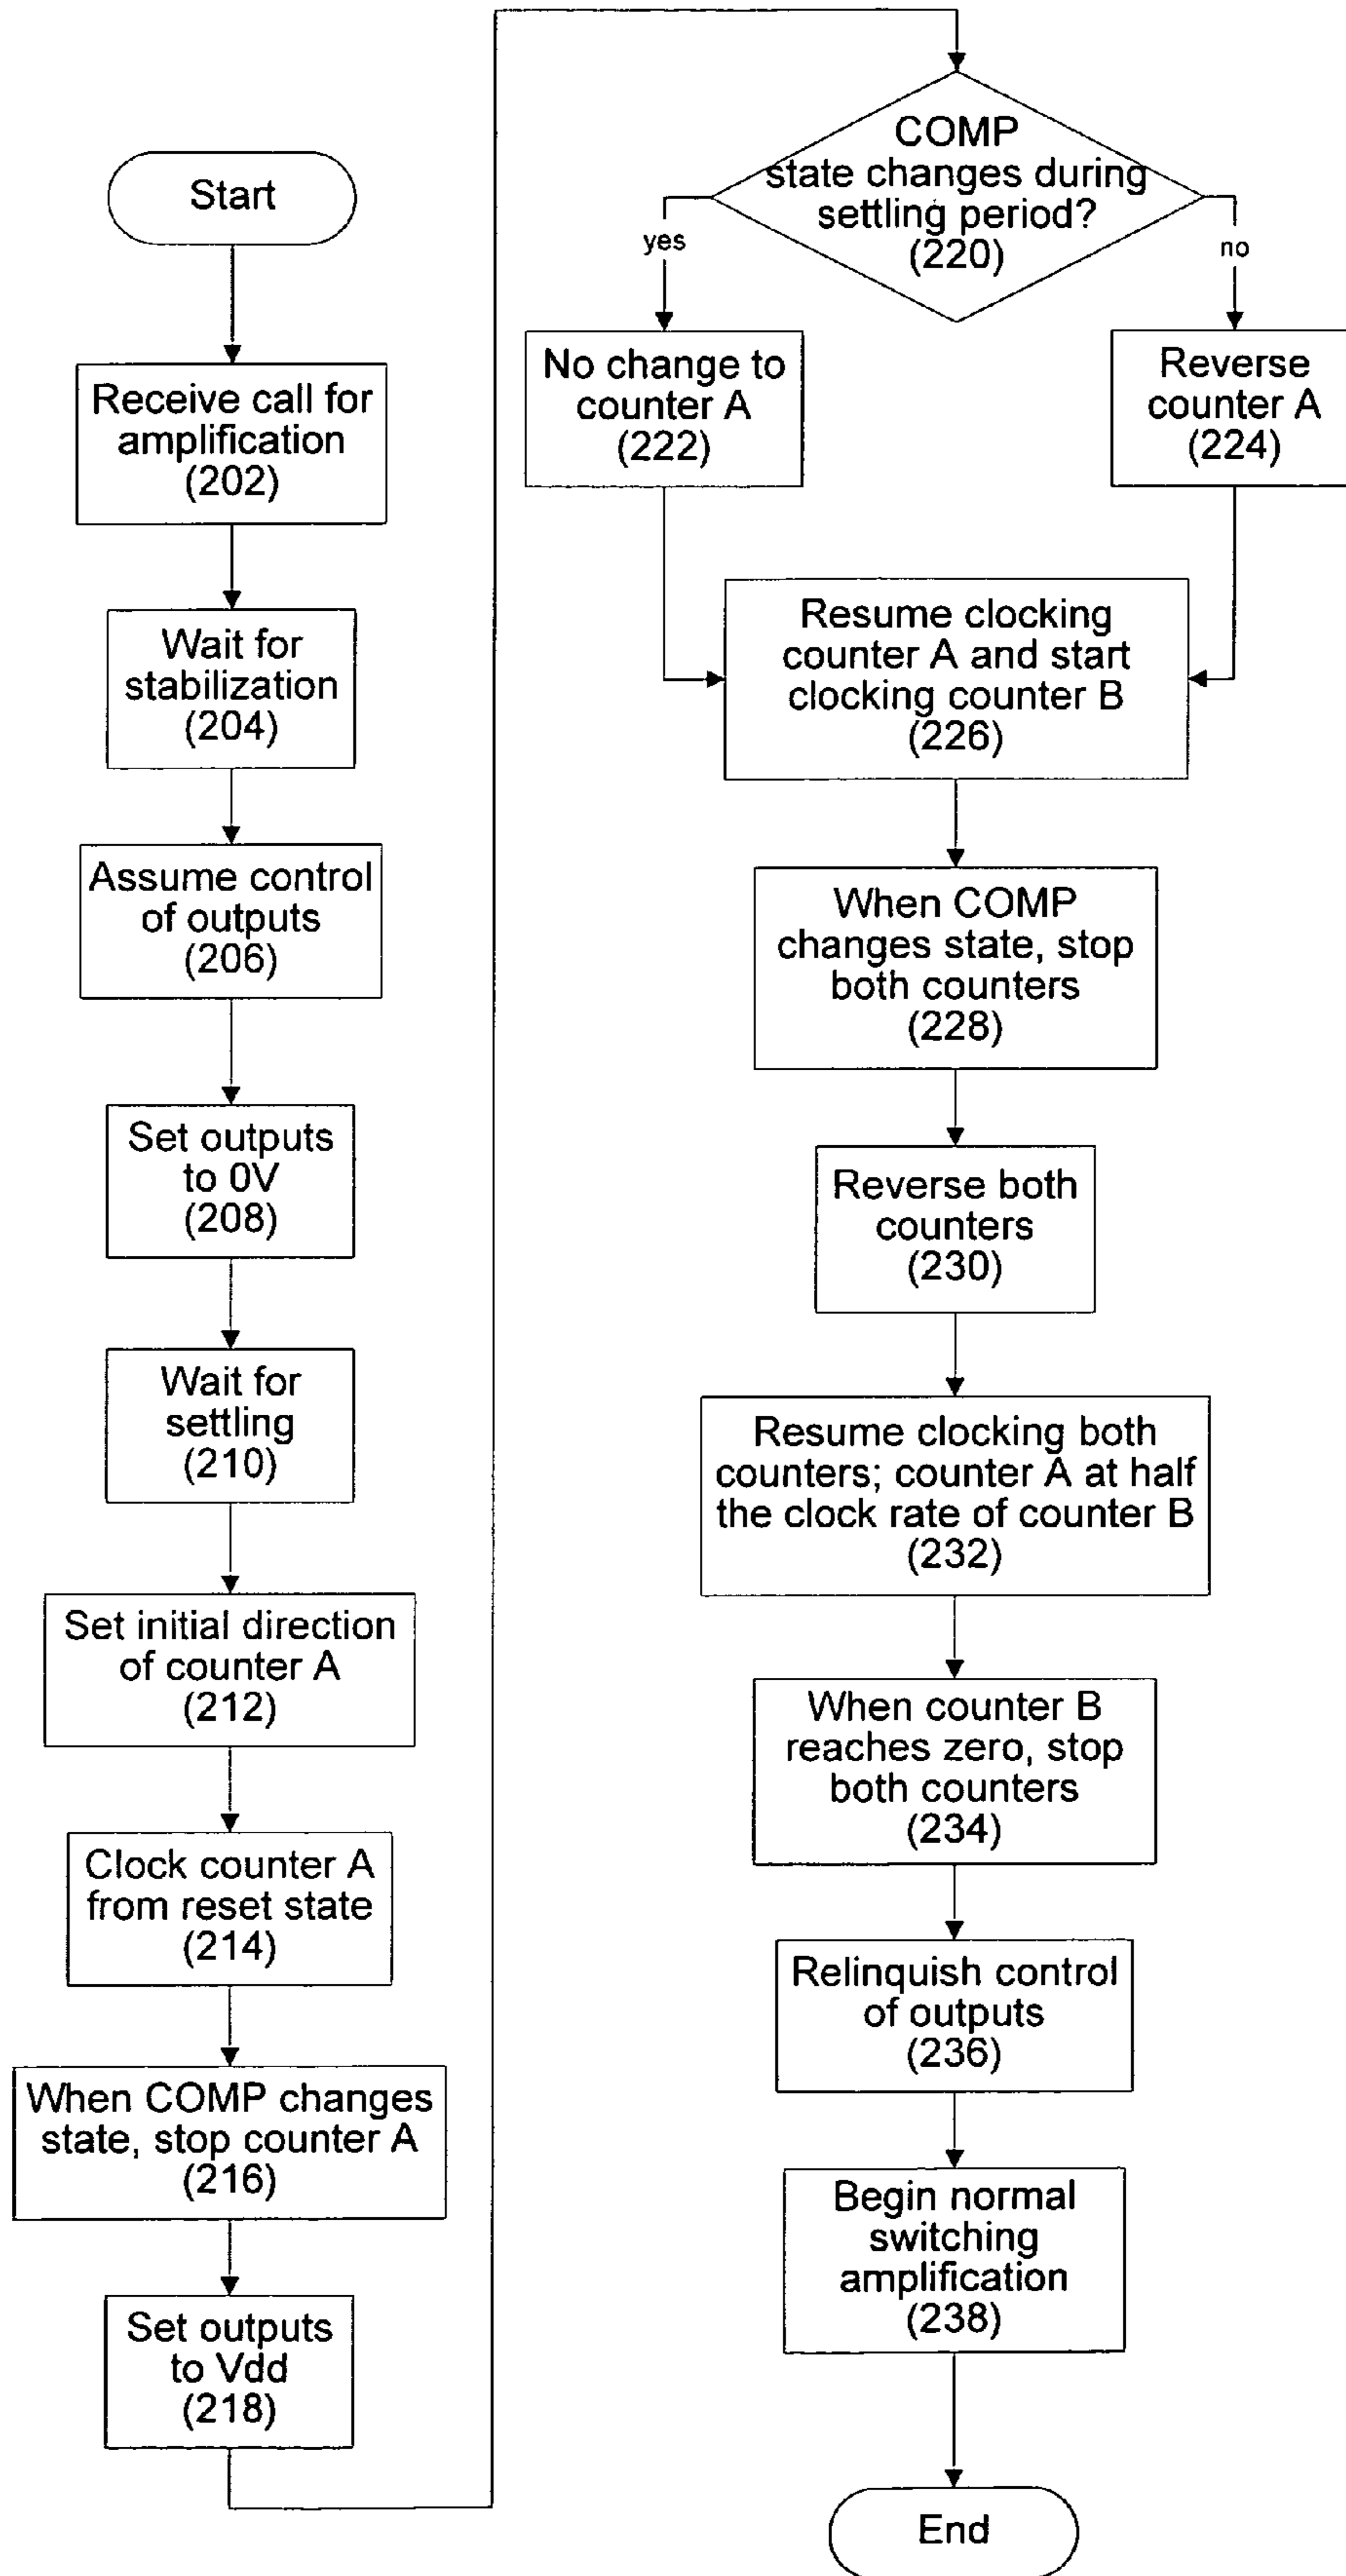 Start
Receive call for
amplification
(202)
Wait for
stabilization
(204)
Assume control
of outputs
(206)
Set outputs
to 0V
(208)
Wait for
settling
(210)
Set initial direction
of counter A
(212)
Clock counter A
from reset state
(214)
When COMP changes
state, stop counter A
(216)
Set outputs
to Vdd
(218)
COMP
state changes during
settling period?
(220)
yes
no
No change to
counter A
(222)
Reverse
counter A
(224)
Resume clocking
counter A and start
clocking counter B
(226)
When COMP
changes state, stop
both counters
(228)
Reverse both
counters
(230)
Resume clocking both
counters; counter A at half
the clock rate of counter B
(232)
When counter B
reaches zero, stop
both counters
(234)
Relinquish control
of outputs
(236)
Begin normal
switching
amplification
(238)
End